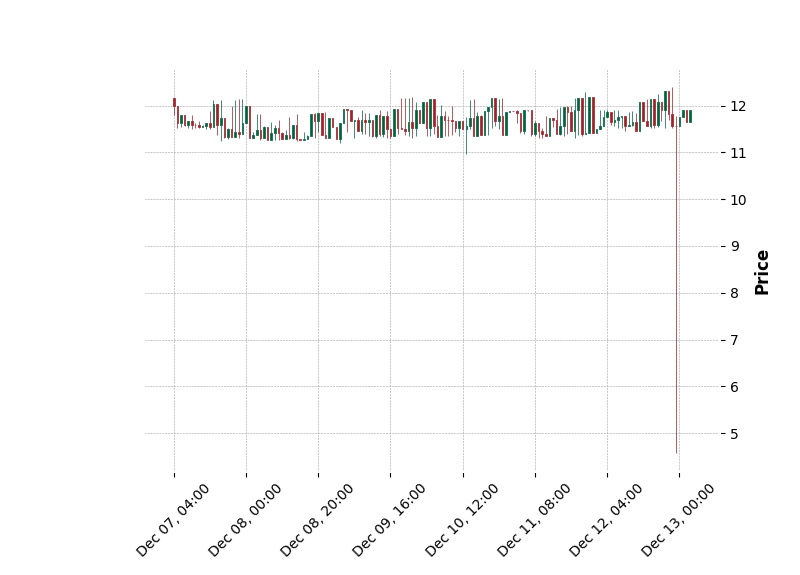 12
11
10
9
8
7
6
5
Price
Dec 07, 04:00
Dec 08, 00:00
Dec 08, 20:00
Dec 09, 16:00
Dec 10, 12:00
Dec 11, 08:00
Dec 12, 04:00
Dec 13, 00:00